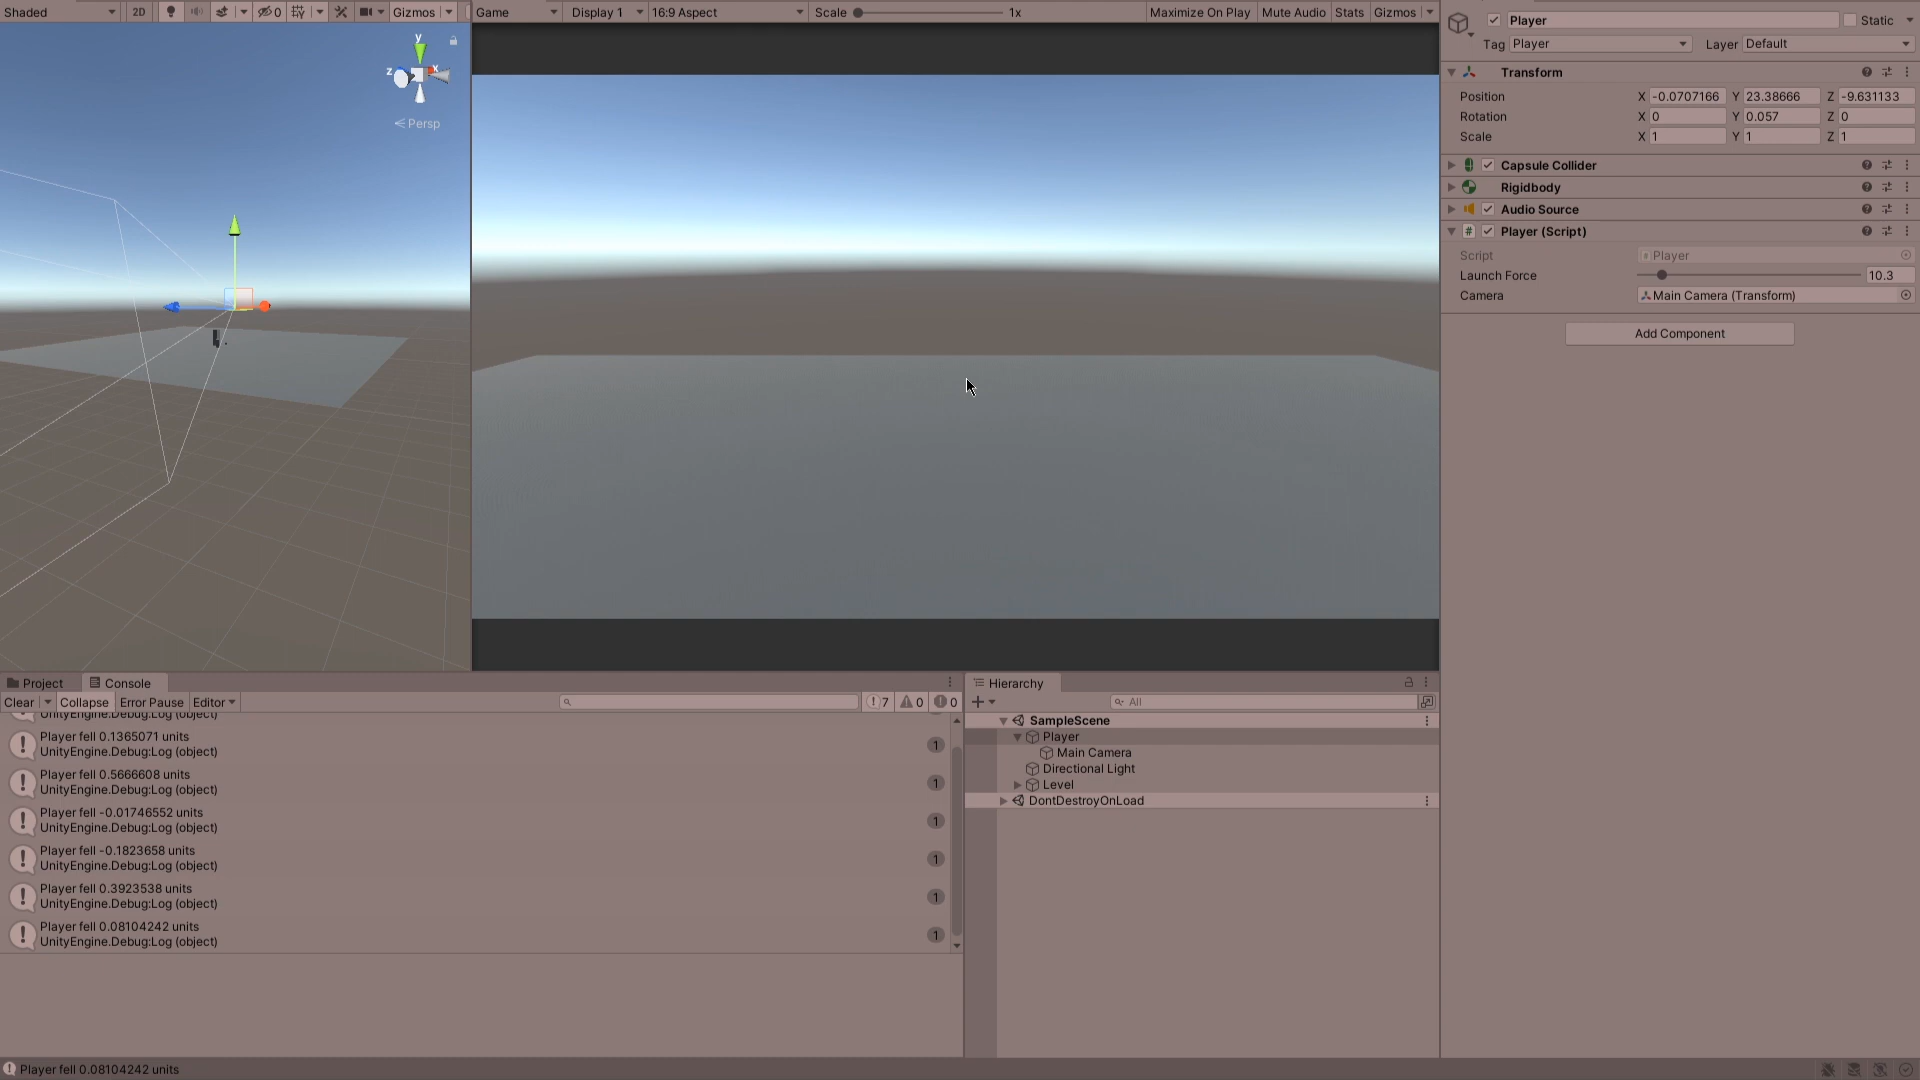 Shaded 2D 0 Gizmos
y
z x
Persp
Game Display 1 16:9 Aspect Scale 1x Maximize On Play Mute Audio Stats Gizmos
Player Static
Tag Player Layer Default
Transform
Position X -0.0707166 Y 23.38666 Z -9.631133
Rotation X 0 Y 0.057 Z 0
Scale X 1 Y 1 Z 1
Capsule Collider
Rigidbody
Audio Source
# Player (Script)
Script # Player
Launch Force 10.3
Camera Main Camera (Transform)
Add Component
Project Console
Clear Collapse Error Pause Editor 7 0 0
UnityEngine.Debug:Log (object)
Player fell 0.1365071 units
UnityEngine.Debug:Log (object) 1
Player fell 0.5666608 units
UnityEngine.Debug:Log (object) 1
Player fell -0.01746552 units
UnityEngine.Debug:Log (object) 1
Player fell -0.1823658 units
UnityEngine.Debug:Log (object) 1
Player fell 0.3923538 units
UnityEngine.Debug:Log (object) 1
Player fell 0.08104242 units
UnityEngine.Debug:Log (object) 1
Hierarchy
+ All
SampleScene
Player
Main Camera
Directional Light
Level
DontDestroyOnLoad
Player fell 0.08104242 units